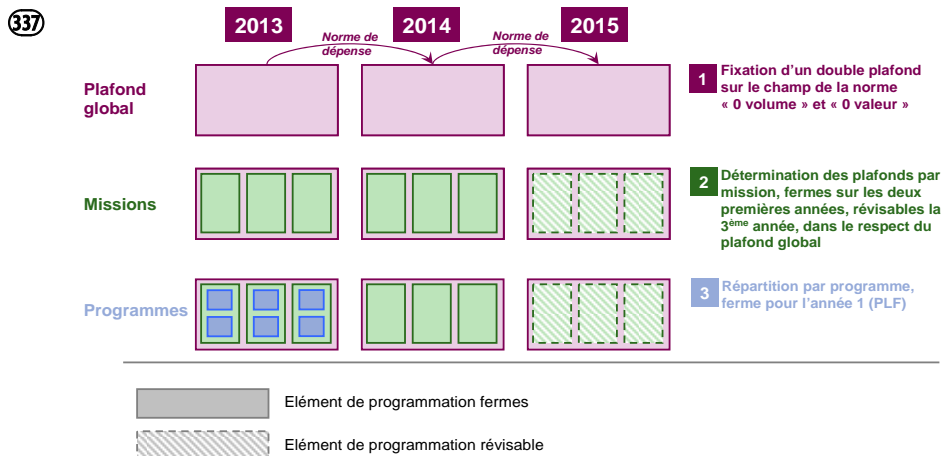 337
2013
2014
2015
Norme de
dépense
Norme de
dépense
Plafond
global
1
Fixation d'un double plafond
sur le champ de la norme
« 0 volume » et « 0 valeur »
Missions
2
Détermination des plafonds par
mission, fermes sur les deux
premières années, révisables la
3ème année, dans le respect du
plafond global
Programmes
3
Répartition par programme,
ferme pour l'année 1 (PLF)
Elément de programmation fermes
Elément de programmation révisable